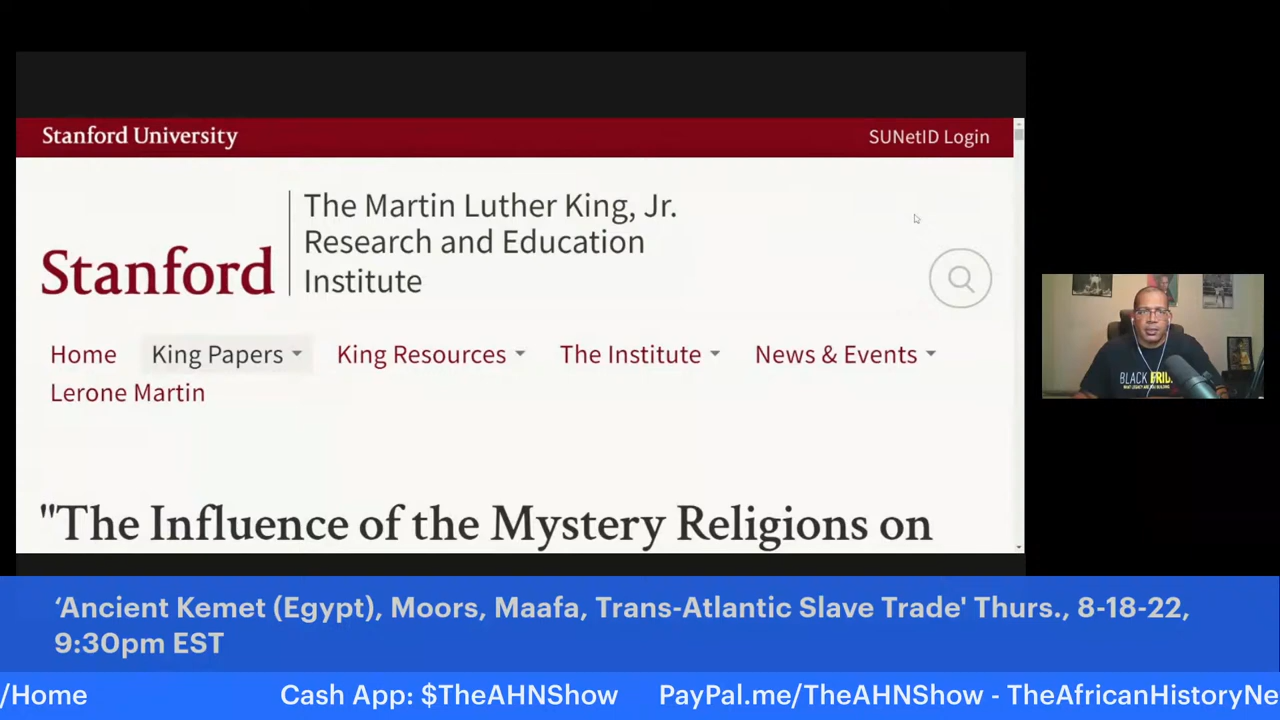 Stanford University
SUNetID Login
Stanford
The Martin Luther King, Jr.
Research and Education
Institute
Home
King Papers
King Resources
The Institute
News & Events
Lerone Martin
"The Influence of the Mystery Religions on
BLACK FRID
‘Ancient Kemet (Egypt), Moors, Maafa, Trans-Atlantic Slave Trade' Thurs., 8-18-22,
9:30pm EST
/Home
Cash App: $TheAHNShow
PayPal.me/TheAHNShow - TheAfricanHistoryNe